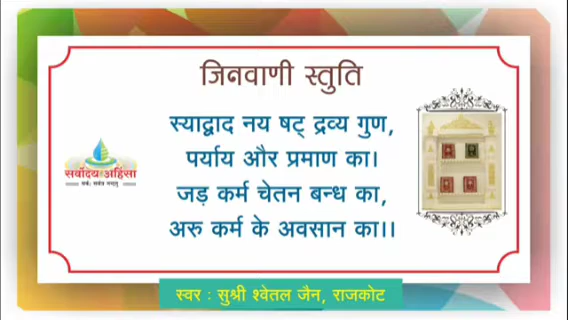 जिनवाणी स्तुति
स्याद्वाद नय षट् द्रव्य गुण,
पर्याय और प्रमाण का।
जड़ कर्म चेतन बन्ध का,
अरु कर्म के अवसान का।।
सर्वोदय अहिंसा
स्वर : सुश्री श्वेतल जैन, राजकोट